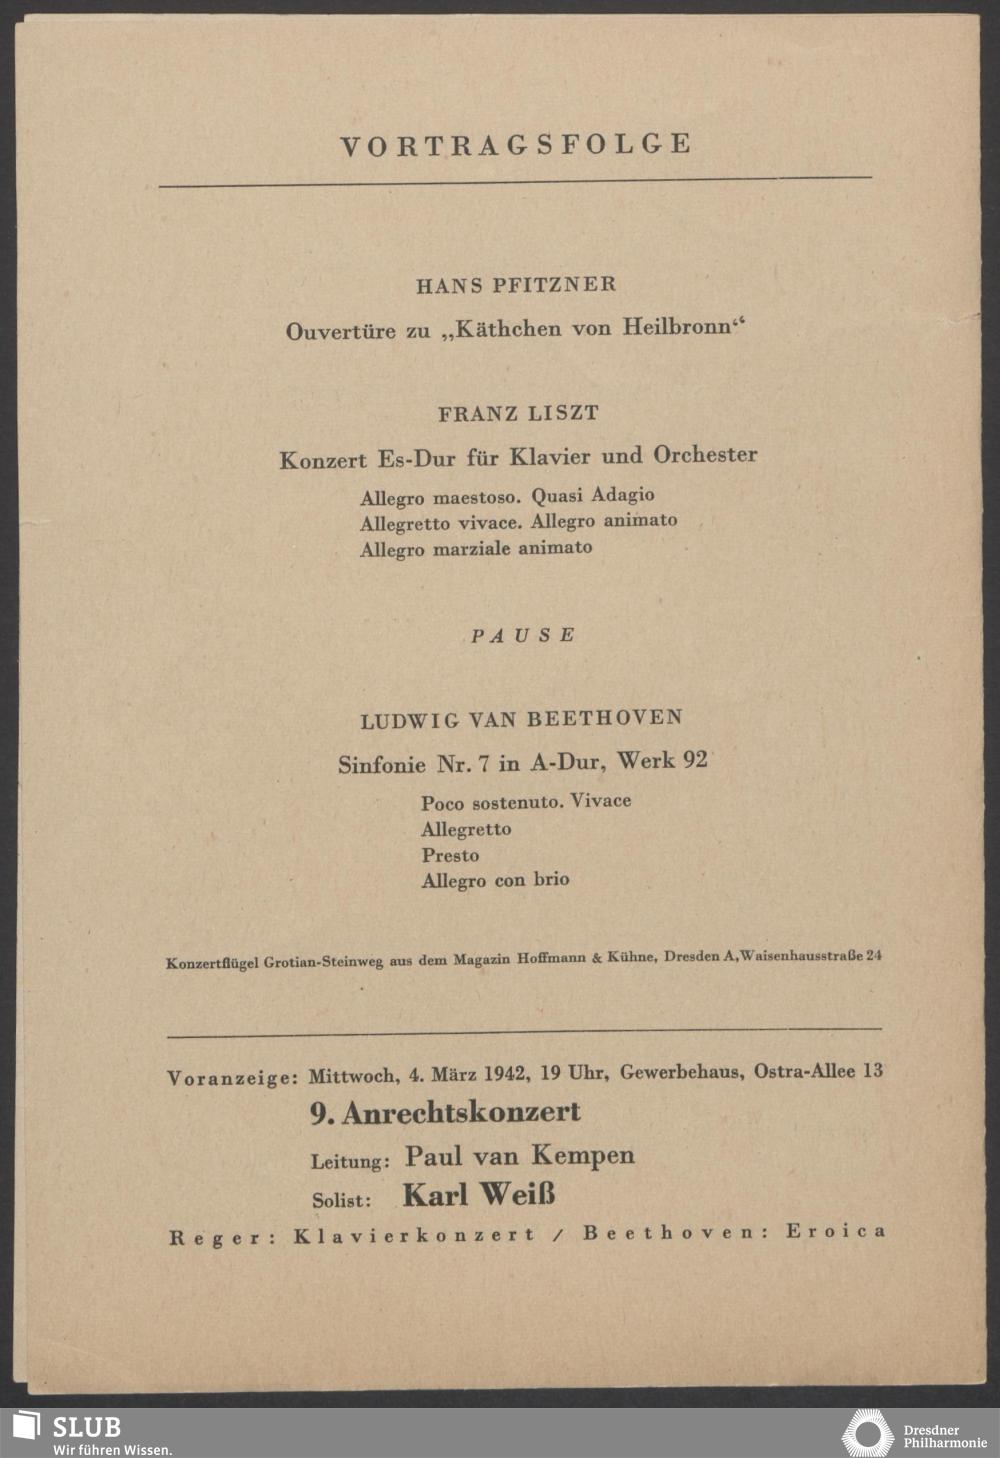 VORTRAGSFOLGE
HANS PFITZNER
Ouvertüre zu „Käthchen von Heilbronn“
FRANZ LISZT
Konzert Es-Dur für Klavier und Orchester
Allegro maestoso. Quasi Adagio
Allegretto vivace. Allegro animato
Allegro marziale animato
PAUSE
LUDWIG VAN BEETHOVEN
Sinfonie Nr. 7 in A-Dur, Werk 92
Poco sostenuto. Vivace
Allegretto
Presto
Allegro con brio
Konzertflügel Grotian-Steinweg aus dem Magazin Hoffmann & Kühne, Dresden A, Waisenhausstraße 24
Voranzeige: Mittwoch, 4. März 1942, 19 Uhr, Gewerbehaus, Ostra-Allee 13
9. Anrechtskonzert
Leitung: Paul van Kempen
Solist: Karl Weiß
Reger: Klavierkonzert / Beethoven: Eroica
SLUB
Wir führen Wissen.
Dresdner
Philharmonie